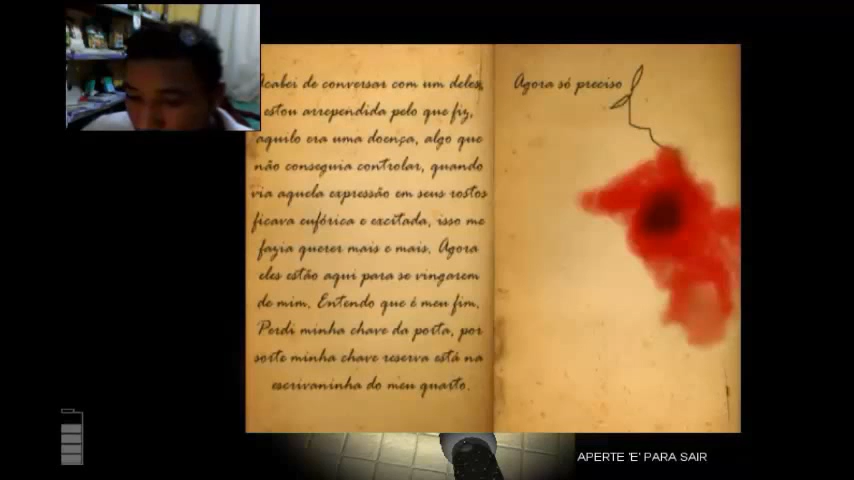 Acabei de conversar com um deles,
estou arrependida pelo que fiz,
aquilo era uma doença, algo que
não conseguia controlar, quando
via aquela expressão em seus rostos
ficava eufórica e excitada, isso me
fazia querer mais e mais. Agora
eles estão aqui para se vingarem
de mim. Entendo que é meu fim.
Perdi minha chave da porta, por
sorte minha chave reserva está na
escrivaninha do meu quarto.
Agora só preciso
APERTE 'E' PARA SAIR